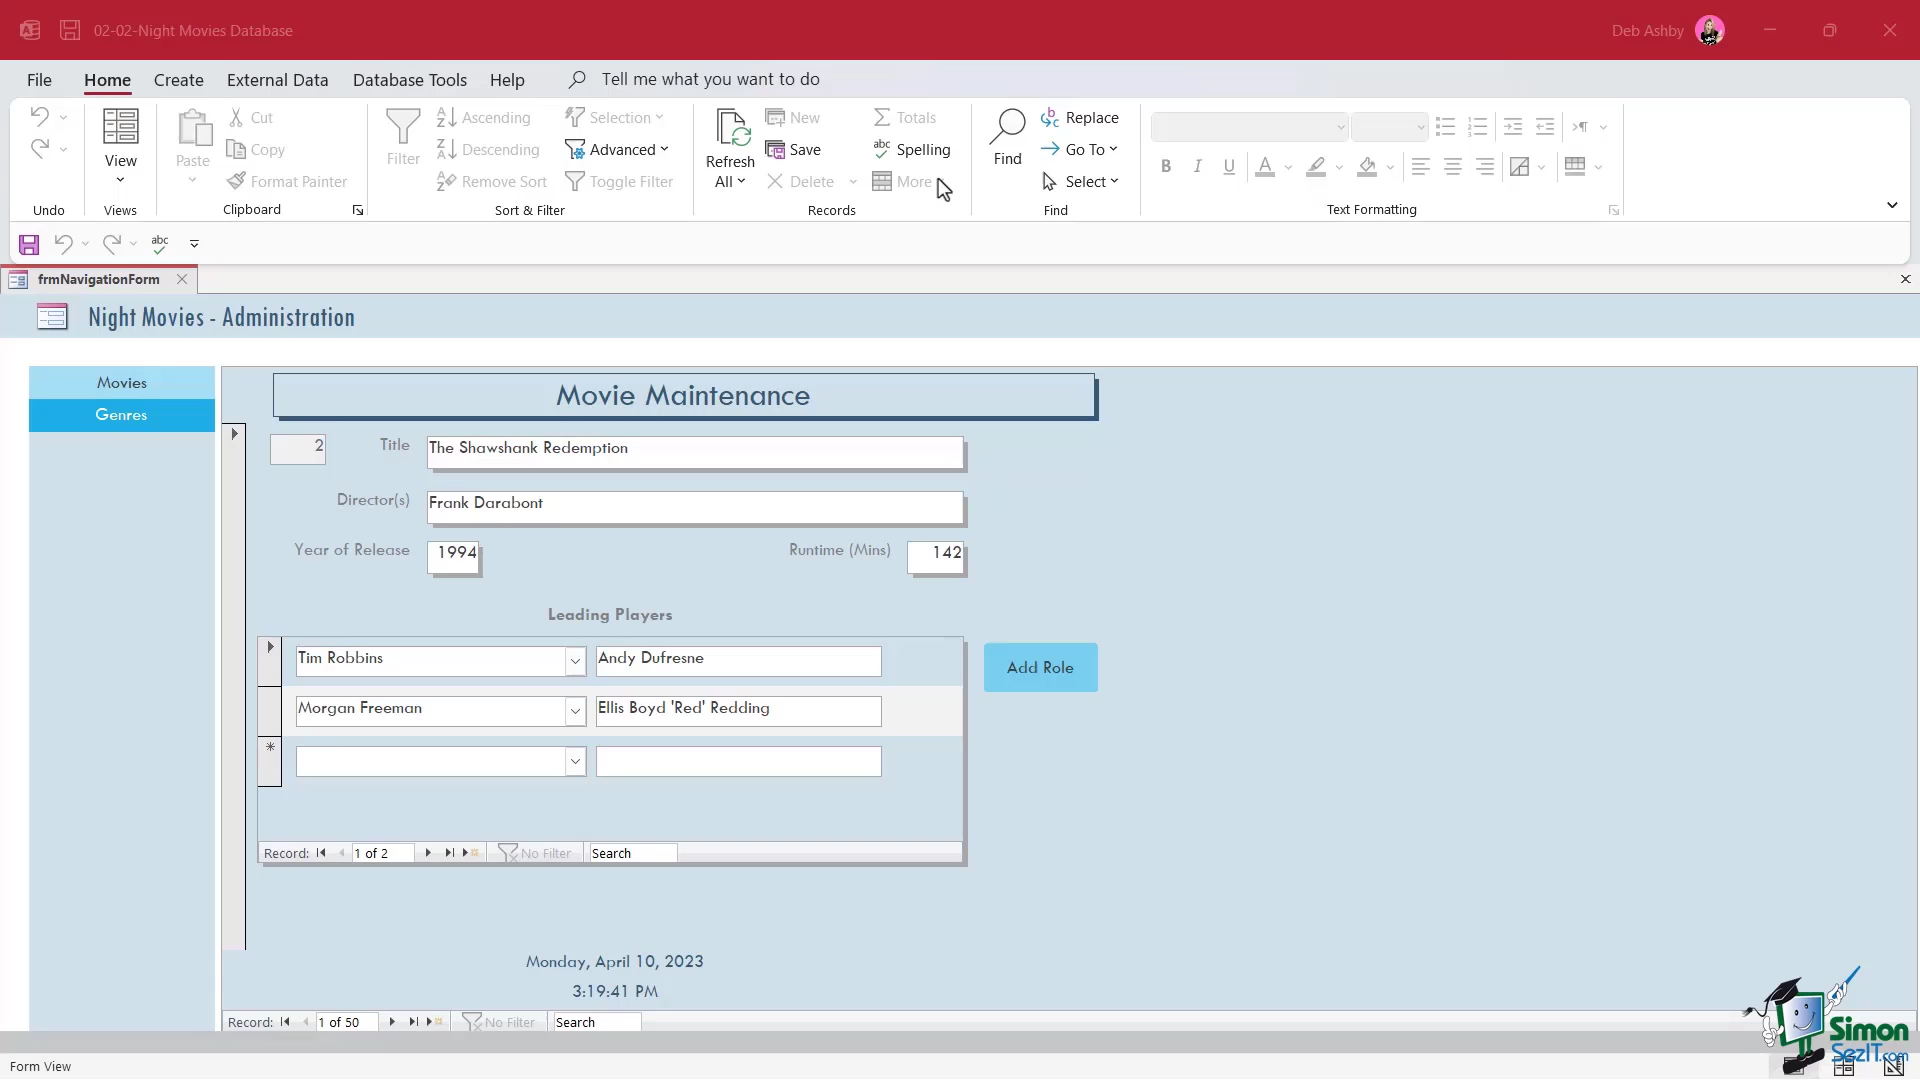 02-02-Night Movies Database
Deb Ashby
File Home Create External Data Database Tools Help Tell me what you want to do
Cut
Ascending
Selection
New
Totals
Replace
View
Paste
Copy
Filter
Descending
Advanced
Refresh
All
Save
Spelling
Find
Go To
Format Painter
Remove Sort
Toggle Filter
Delete
More
Select
B I U A
Undo Views Clipboard Sort & Filter Records Find Text Formatting
abc
frmNavigationForm
Night Movies - Administration
Movies
Genres
Movie Maintenance
2 Title The Shawshank Redemption
Director(s) Frank Darabont
Year of Release 1994 Runtime (Mins) 142
Leading Players
Tim Robbins Andy Dufresne
Add Role
Morgan Freeman Ellis Boyd 'Red' Redding
Record: 1 of 2 No Filter Search
Monday, April 10, 2023
3:19:41 PM
Record: 1 of 50 No Filter Search
Form View
Simon
SezIT.com